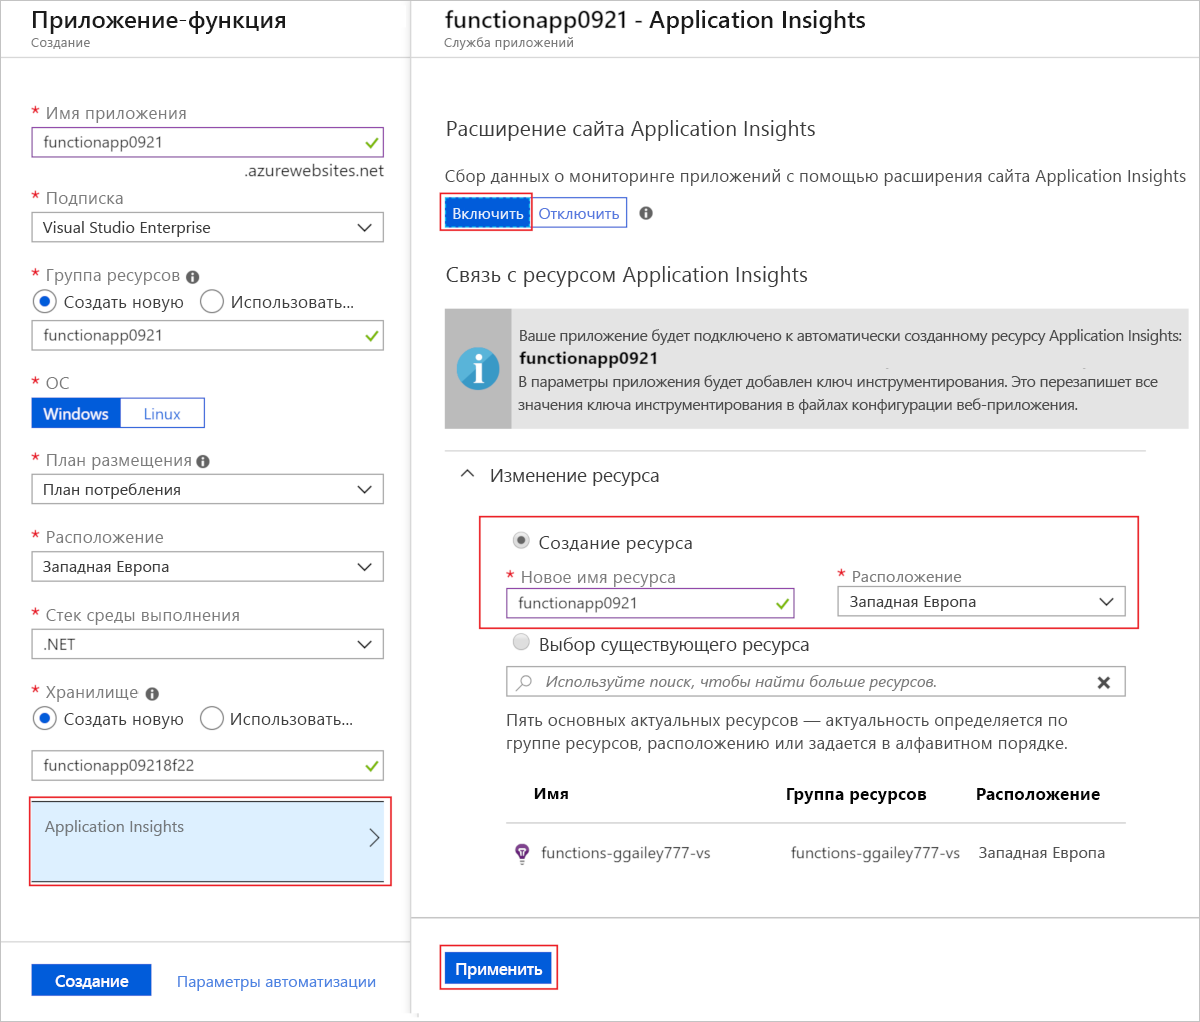 Приложение-функция
Создание
* Имя приложения
functionapp0921
.azurewebsites.net
* Подписка
Visual Studio Enterprise
* Группа ресурсов
Создать новую
Использовать...
functionapp0921
* ОС
Windows
Linux
* План размещения
План потребления
* Расположение
Западная Европа
* Стек среды выполнения
.NET
* Хранилище
Создать новую
Использовать...
functionapp09218f22
Application Insights
Создание
Параметры автоматизации
functionapp0921 - Application Insights
Служба приложений
Расширение сайта Application Insights
Сбор данных о мониторинге приложений с помощью расширения сайта Application Insights
Включить
Отключить
Связь с ресурсом Application Insights
Ваше приложение будет подключено к автоматически созданному ресурсу Application Insights:
functionapp0921
В параметры приложения будет добавлен ключ инструментирования. Это перезапишет все
значения ключа инструментирования в файлах конфигурации веб-приложения.
Изменение ресурса
Создание ресурса
* Новое имя ресурса
* Расположение
functionapp0921
Западная Европа
Выбор существующего ресурса
Используйте поиск, чтобы найти больше ресурсов.
Пять основных актуальных ресурсов — актуальность определяется по
группе ресурсов, расположению или задается в алфавитном порядке.
Имя
Группа ресурсов
Расположение
functions-ggailey777-vs
functions-ggailey777-vs
Западная Европа
Применить